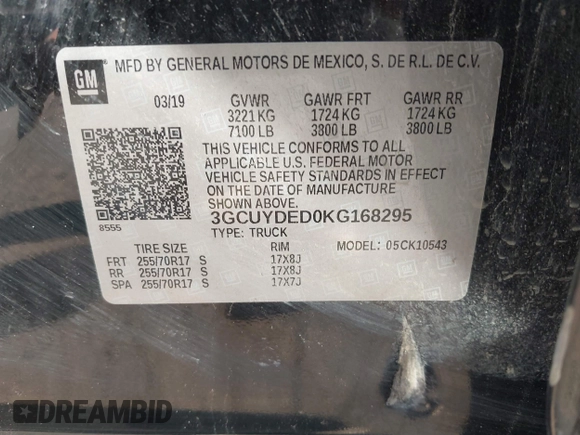 GM
MFD BY GENERAL MOTORS DE MEXICO, S. DE R.L. DE C.V.
03/19 GVWR GAWR FRT GAWR RR
3221 KG 1724 KG 1724 KG
7100 LB 3800 LB 3800 LB
THIS VEHICLE CONFORMS TO ALL
APPLICABLE U.S. FEDERAL MOTOR
VEHICLE SAFETY STANDARDS IN EFFECT
ON THE DATE OF MANUFACTURE
SHOWN ABOVE.
8555 3GCUYDED0KG168295
TYPE: TRUCK MODEL: 05CK10543
TIRE SIZE RIM
FRT 255/70R17 S 17X8J
RR 255/70R17 S 17X8J
SPA 255/70R17 S 17X7J
DREAMBID